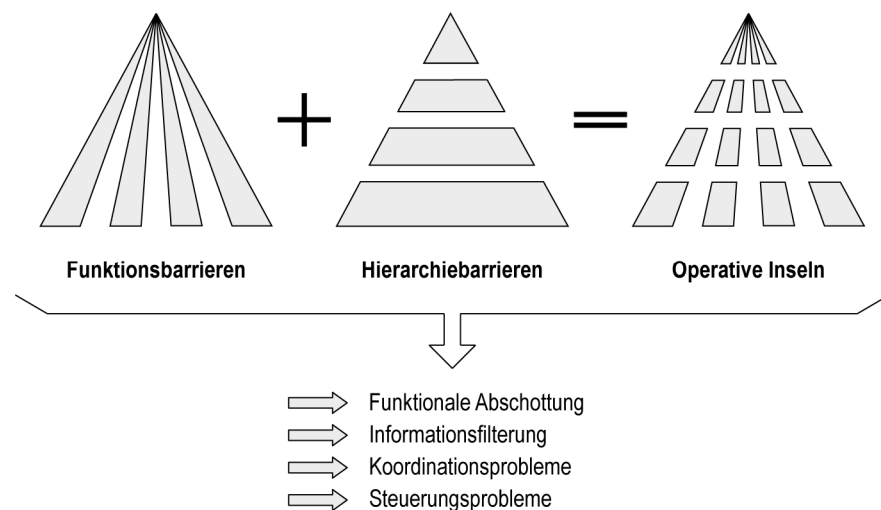 Funktionsbarrieren
Hierarchiebarrieren
Operative Inseln
Funktionale Abschottung
Informationsfilterung
Koordinationsprobleme
Steuerungsprobleme